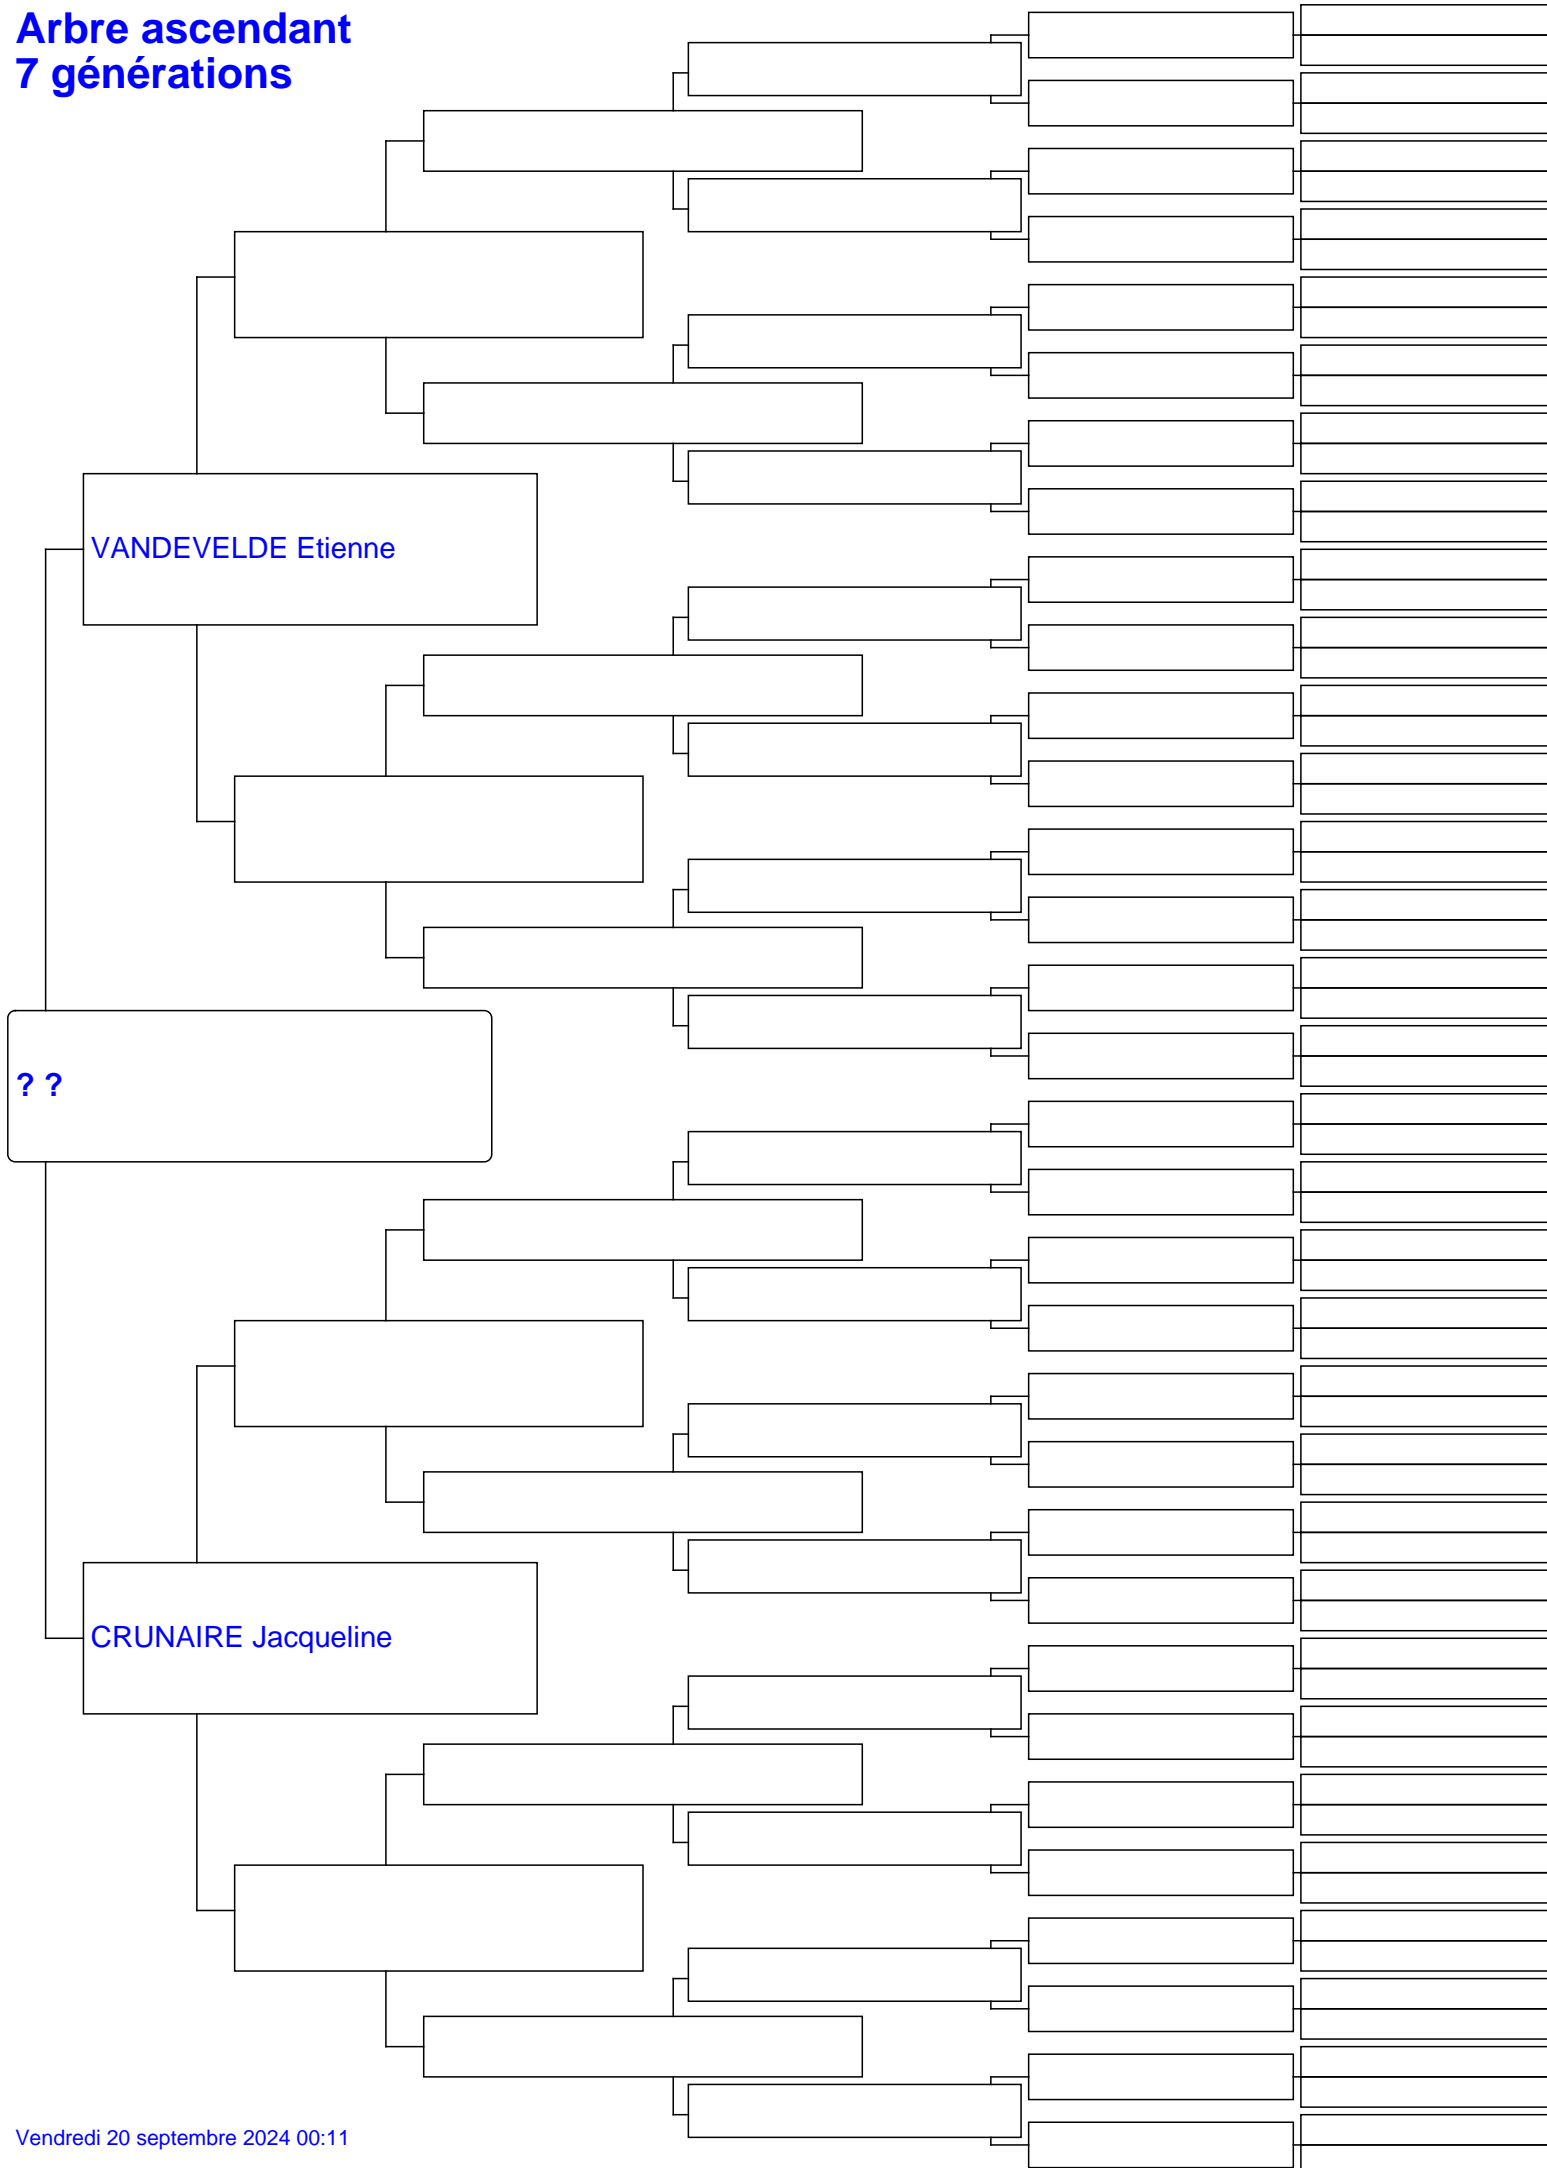 Arbre ascendant
7 générations
VANDEVELDE Etienne
? ?
CRUNAIRE Jacqueline
Vendredi 20 septembre 2024 00:11